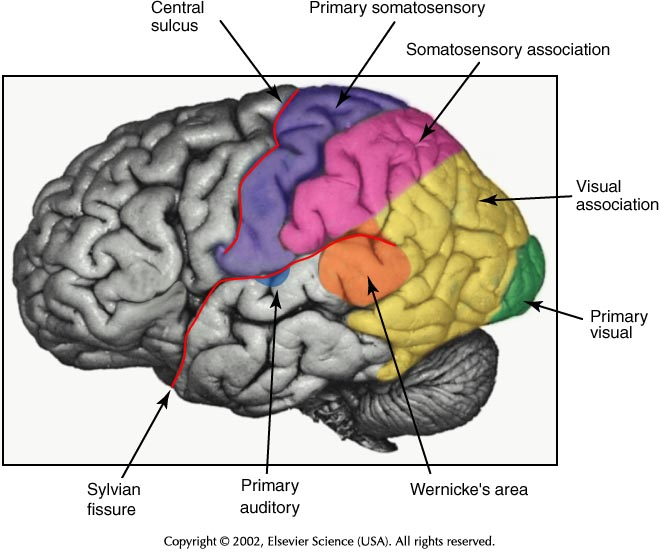 Central
sulcus
Primary somatosensory
Somatosensory association
Visual
association
Primary
visual
Sylvian
fissure
Primary
auditory
Wernicke's area
Copyright © 2002, Elsevier Science (USA). All rights reserved.